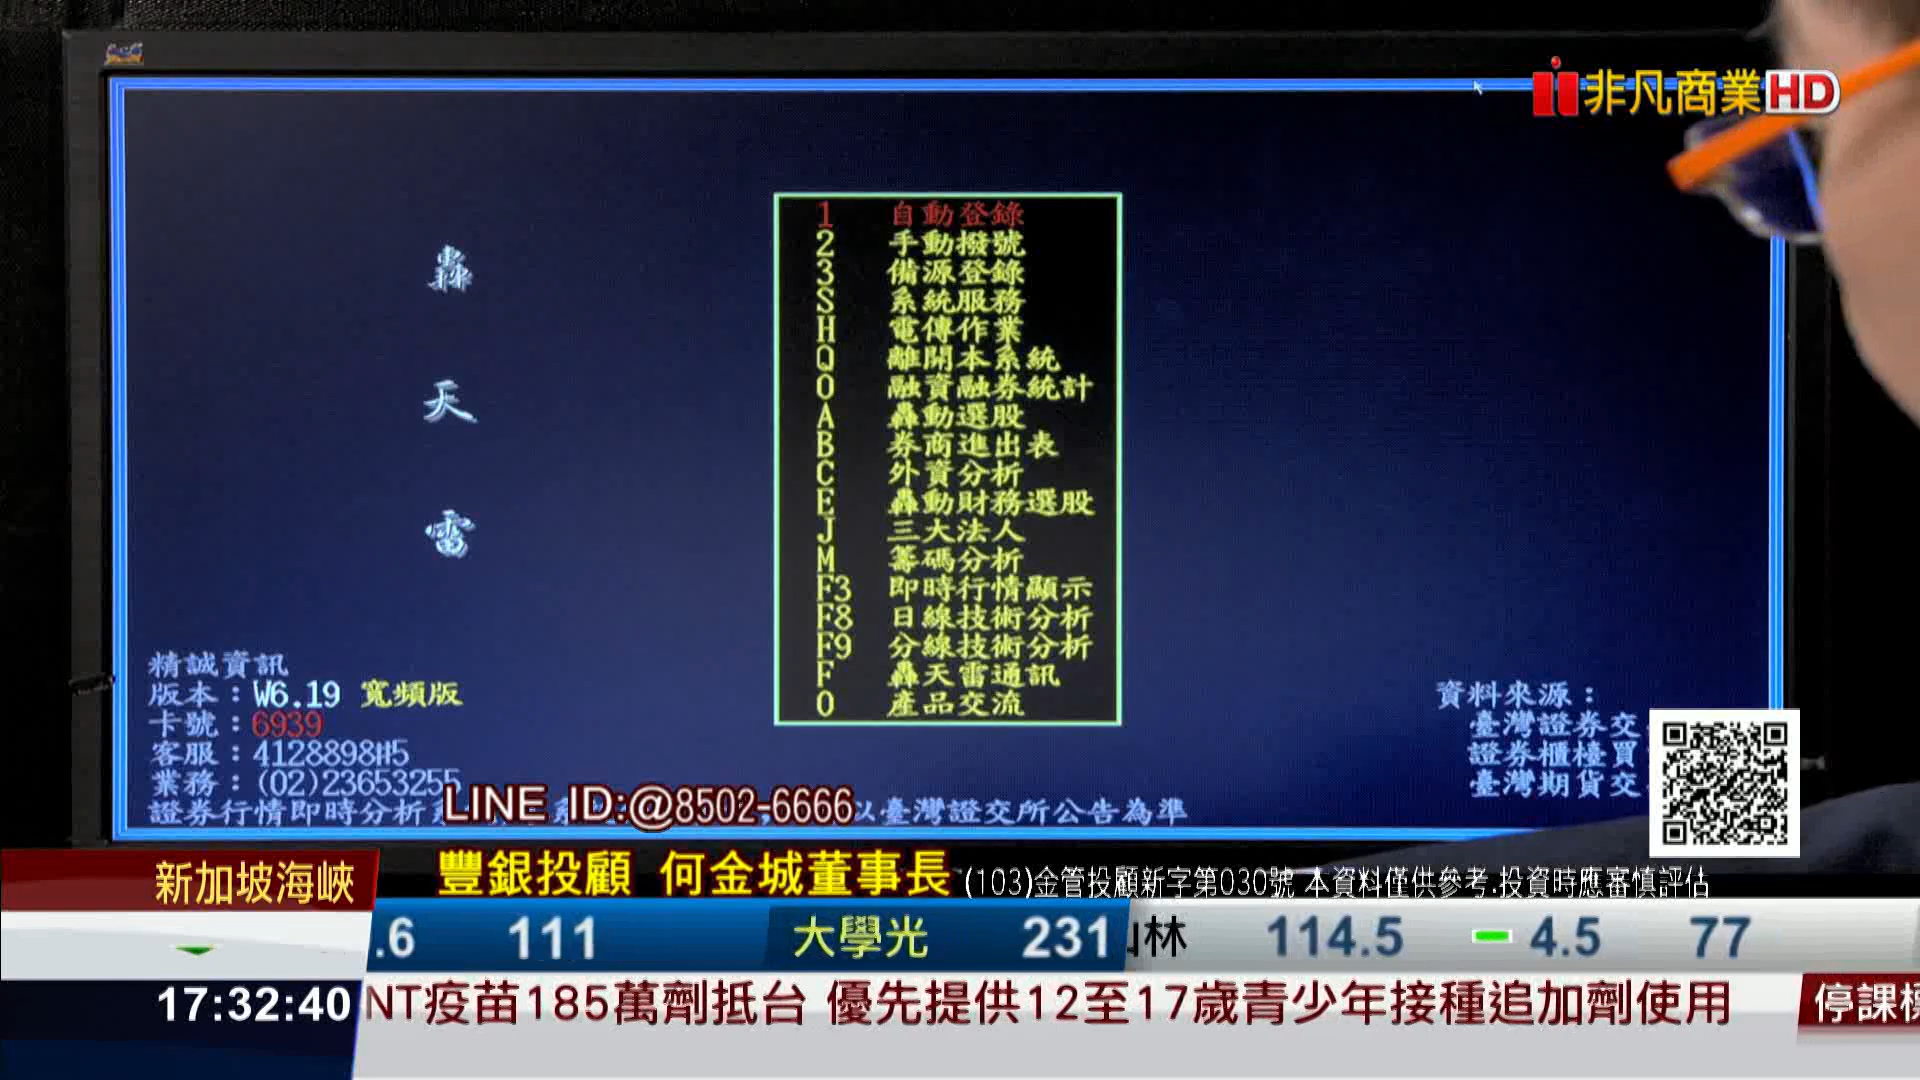 非凡商業HD
轟
天
雷
1 自動登錄
2 手動撥號
3 備源登錄
S 系統服務
H 電傳作業
Q 離開本系統
O 融資融券統計
A 轟動選股
B 券商進出表
C 外資分析
E 轟動財務選股
J 三大法人
M 籌碼分析
F3 即時行情顯示
F8 日線技術分析
F9 分線技術分析
F 轟天雷通訊
O 產品交流
精誠資訊
版本：W6.19 寬頻版
卡號：6939
客服：4128898#5
業務：(02)23653255
證券行情即時分析系
以臺灣證交所公告為準
資料來源：
臺灣證券交
證券櫃檯買
臺灣期貨交
LINE ID:@8502-6666
豐銀投顧 何金城董事長 (103)金管投顧新字第030號 本資料僅供參考.投資時應審慎評估
新加坡海峽
.6 111 大學光 231 山林 114.5 4.5 77
17:32:40
NT疫苗185萬劑抵台 優先提供12至17歲青少年接種追加劑使用
停課標